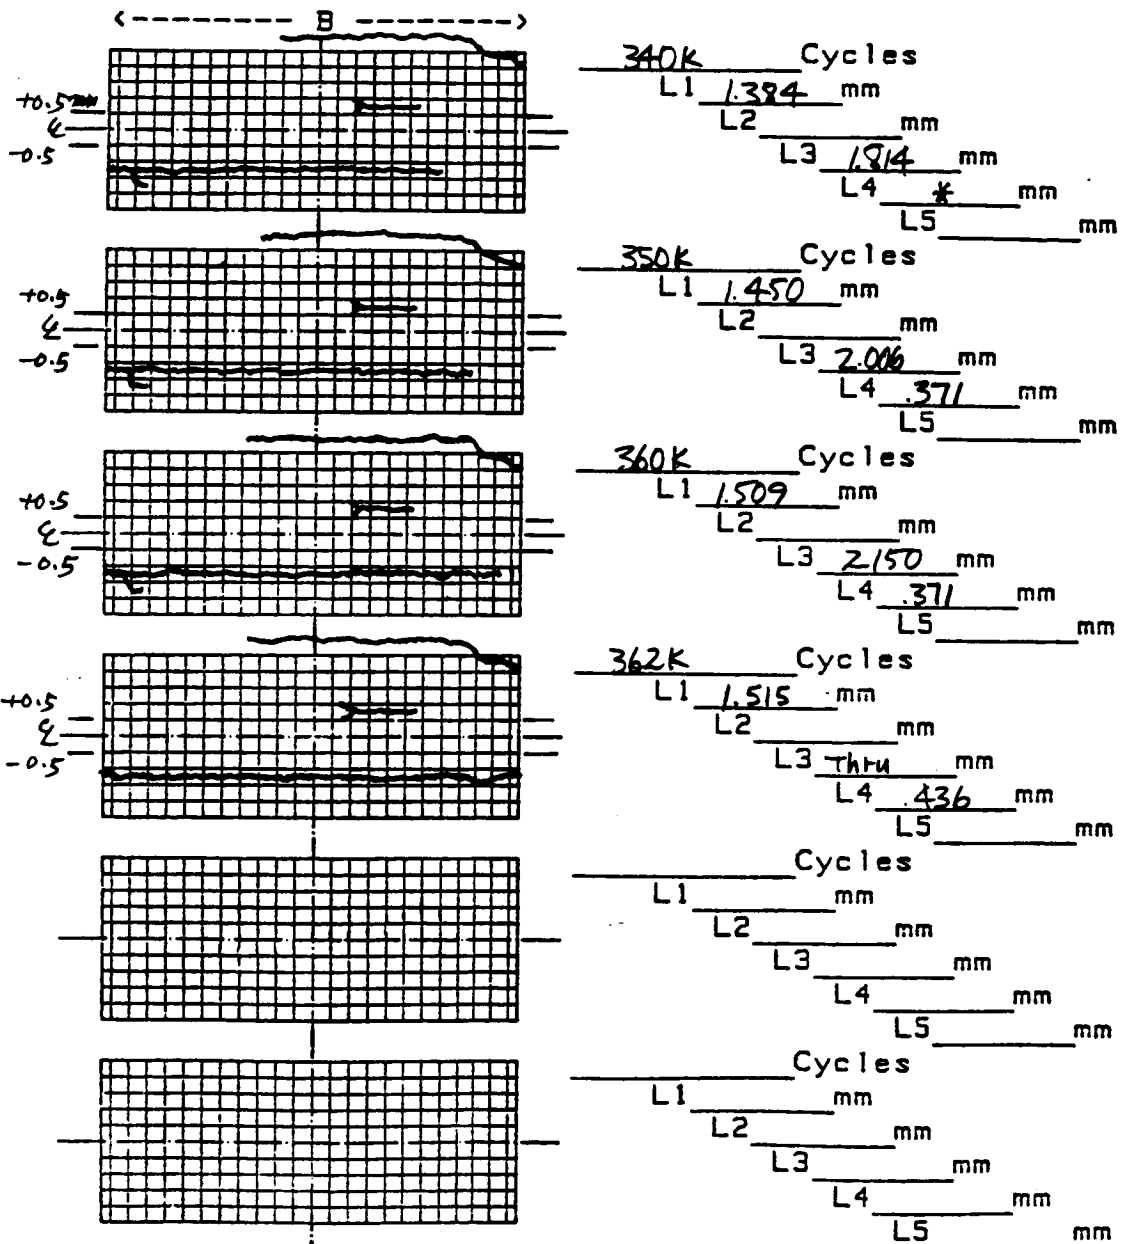 B
340K Cycles
+0.5 mm
L1 1.384 mm
℄
L2 mm
-0.5
L3 1.814 mm
L4 * mm
L5 mm
350K Cycles
+0.5
L1 1.450 mm
℄
L2 mm
-0.5
L3 2.006 mm
L4 .371 mm
L5 mm
360K Cycles
+0.5
L1 1.509 mm
℄
L2 mm
-0.5
L3 2.150 mm
L4 .371 mm
L5 mm
362K Cycles
+0.5
L1 1.515 mm
℄
L2 mm
-0.5
L3 Thru mm
L4 .436 mm
L5 mm
Cycles
L1 mm
L2 mm
L3 mm
L4 mm
L5 mm
Cycles
L1 mm
L2 mm
L3 mm
L4 mm
L5 mm